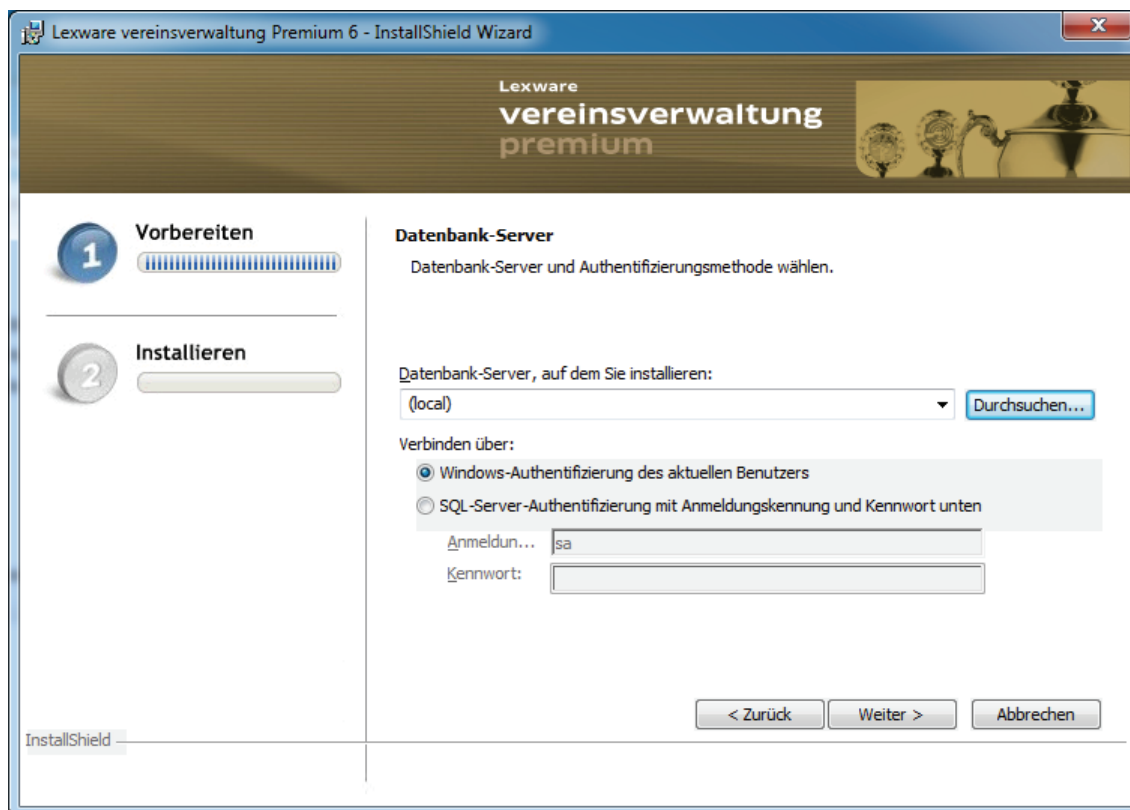 Lexware vereinsverwaltung Premium 6 - InstallShield Wizard
Lexware
vereinsverwaltung
premium
1
Vorbereiten
2
Installieren
Datenbank-Server
Datenbank-Server und Authentifizierungsmethode wählen.
Datenbank-Server, auf dem Sie installieren:
(local)
Durchsuchen...
Verbinden über:
Windows-Authentifizierung des aktuellen Benutzers
SQL-Server-Authentifizierung mit Anmeldungskennung und Kennwort unten
Anmeldun... sa
Kennwort:
< Zurück Weiter > Abbrechen
InstallShield